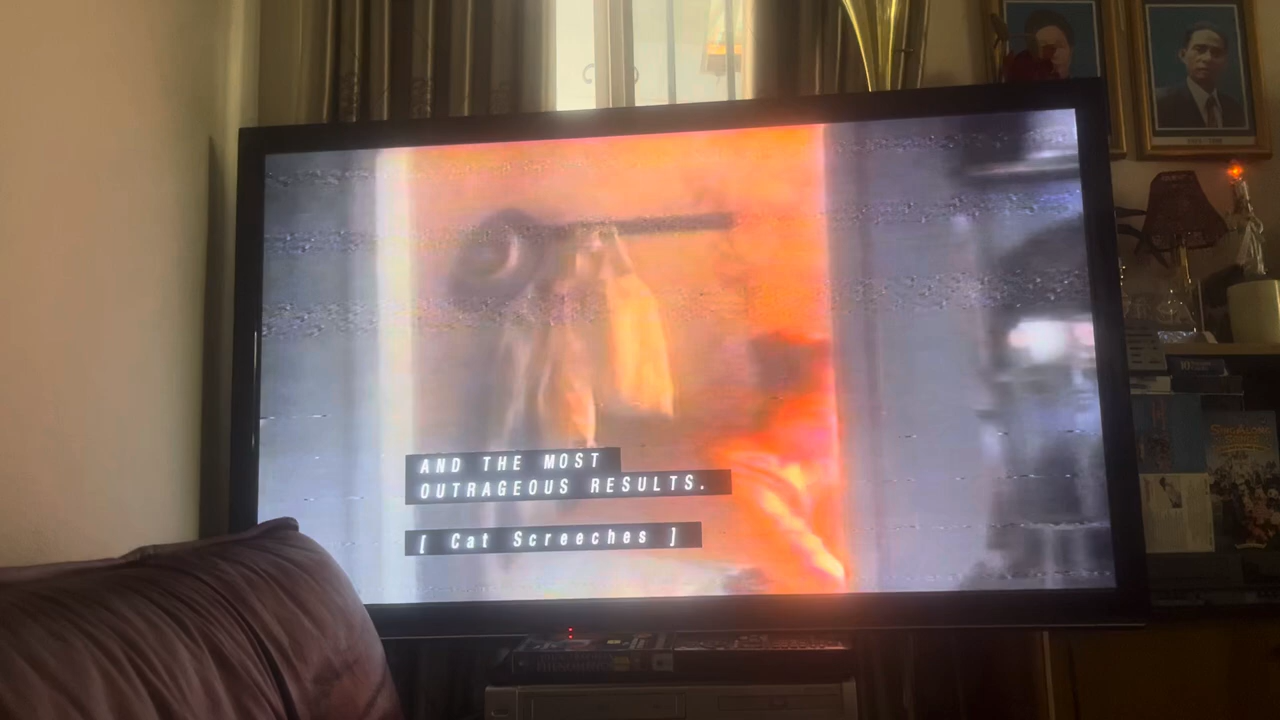 AND THE MOST
OUTRAGEOUS RESULTS.
[ Cat Screeches ]